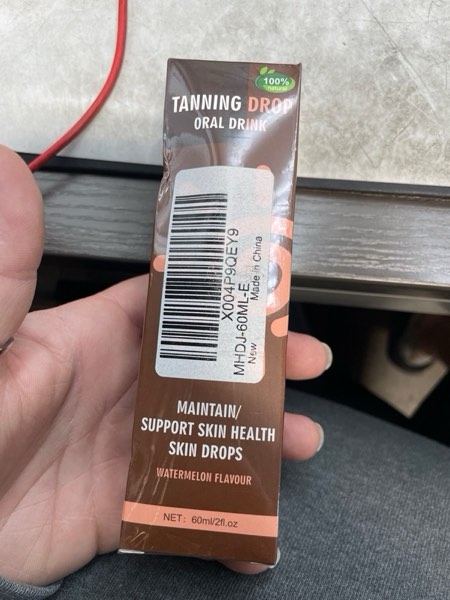 100%
natural
TANNING DROP
ORAL DRINK
X004P9QEY9
MHDJ-60ML-E
New
Made in China
MAINTAIN/
SUPPORT SKIN HEALTH
SKIN DROPS
WATERMELON FLAVOUR
NET: 60ml/2fl.oz